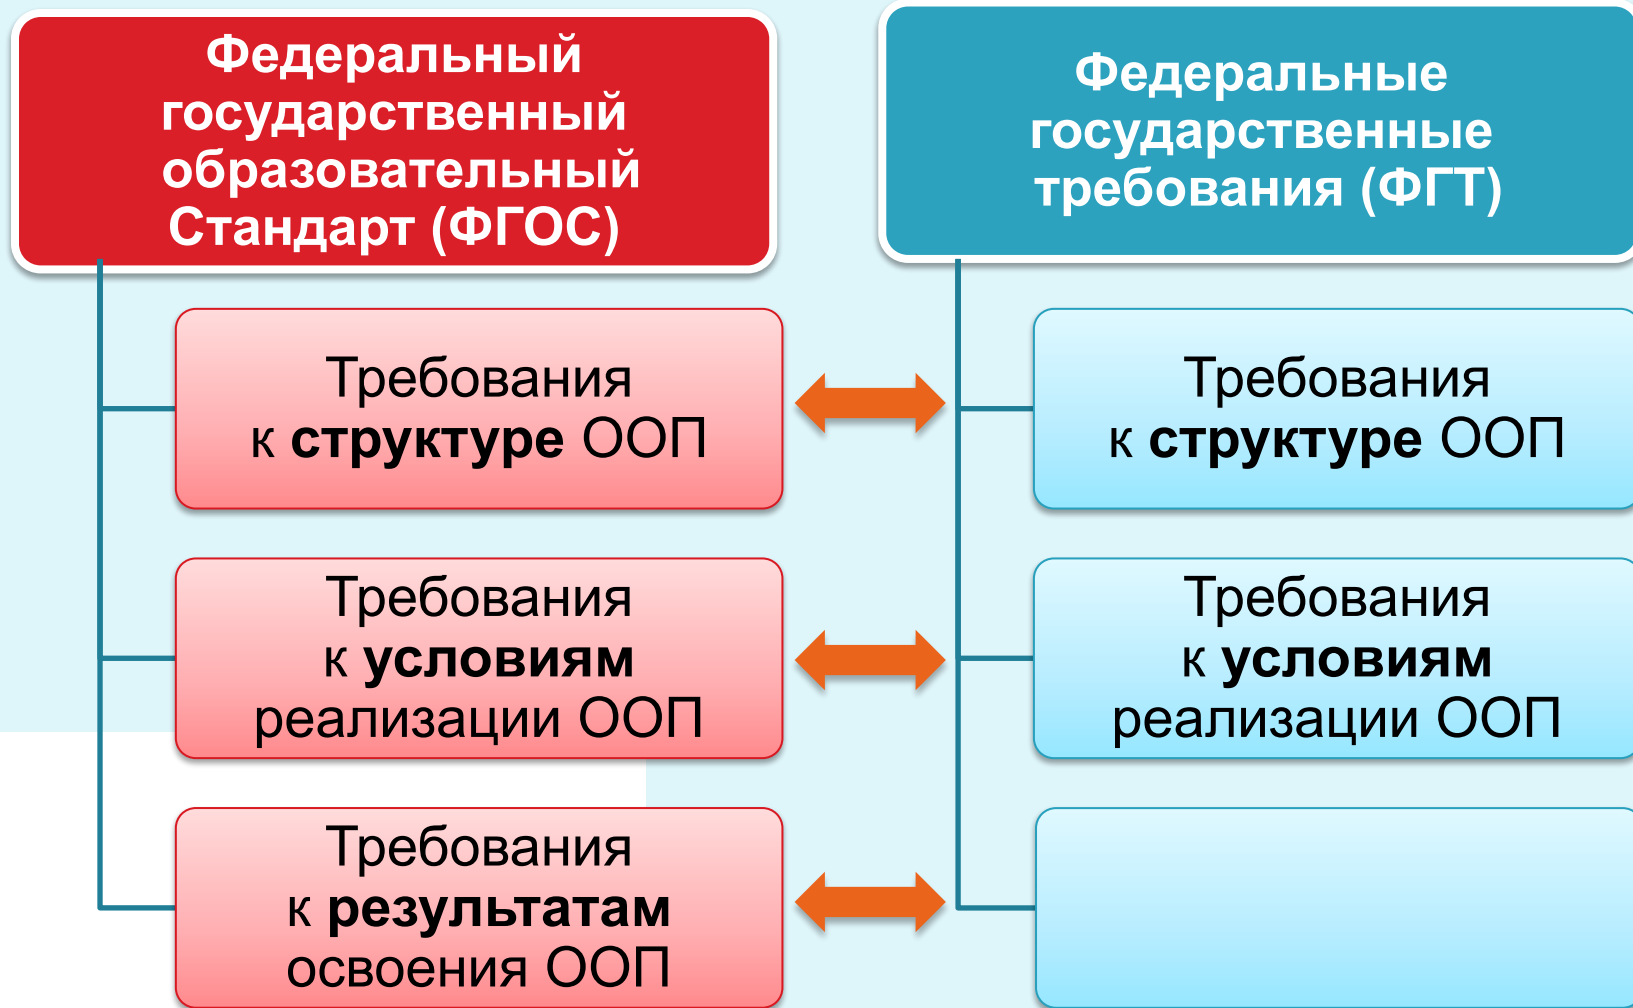 Федеральный
государственный
образовательный
Стандарт (ФГОС)
Требования
к структуре ООП
Требования
к условиям
реализации ООП
Требования
к результатам
освоения ООП
Федеральные
государственные
требования (ФГТ)
Требования
к структуре ООП
Требования
к условиям
реализации ООП